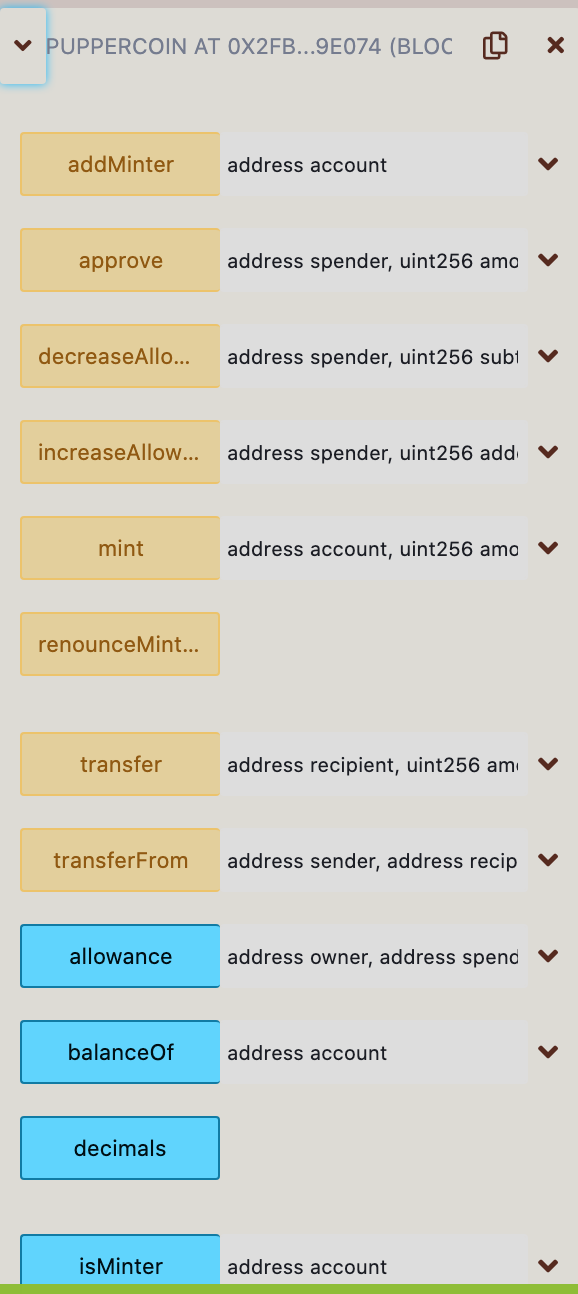 PUPPERCOIN AT 0X2FB...9E074 (BLOC
addMinter address account
approve address spender, uint256 amo
decreaseAllo... address spender, uint256 subt
increaseAllow... address spender, uint256 adde
mint address account, uint256 amo
renounceMint...
transfer address recipient, uint256 amo
transferFrom address sender, address recip
allowance address owner, address spend
balanceOf address account
decimals
isMinter address account